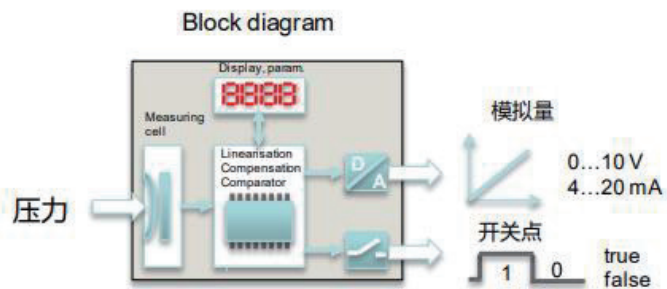 Block diagram
Display, param.
8888
Measuring
cell
Linearisation
Compensation
Comparator
D
A
压力
模拟量
0...10 V
4...20 mA
开关点
1
0
true
false